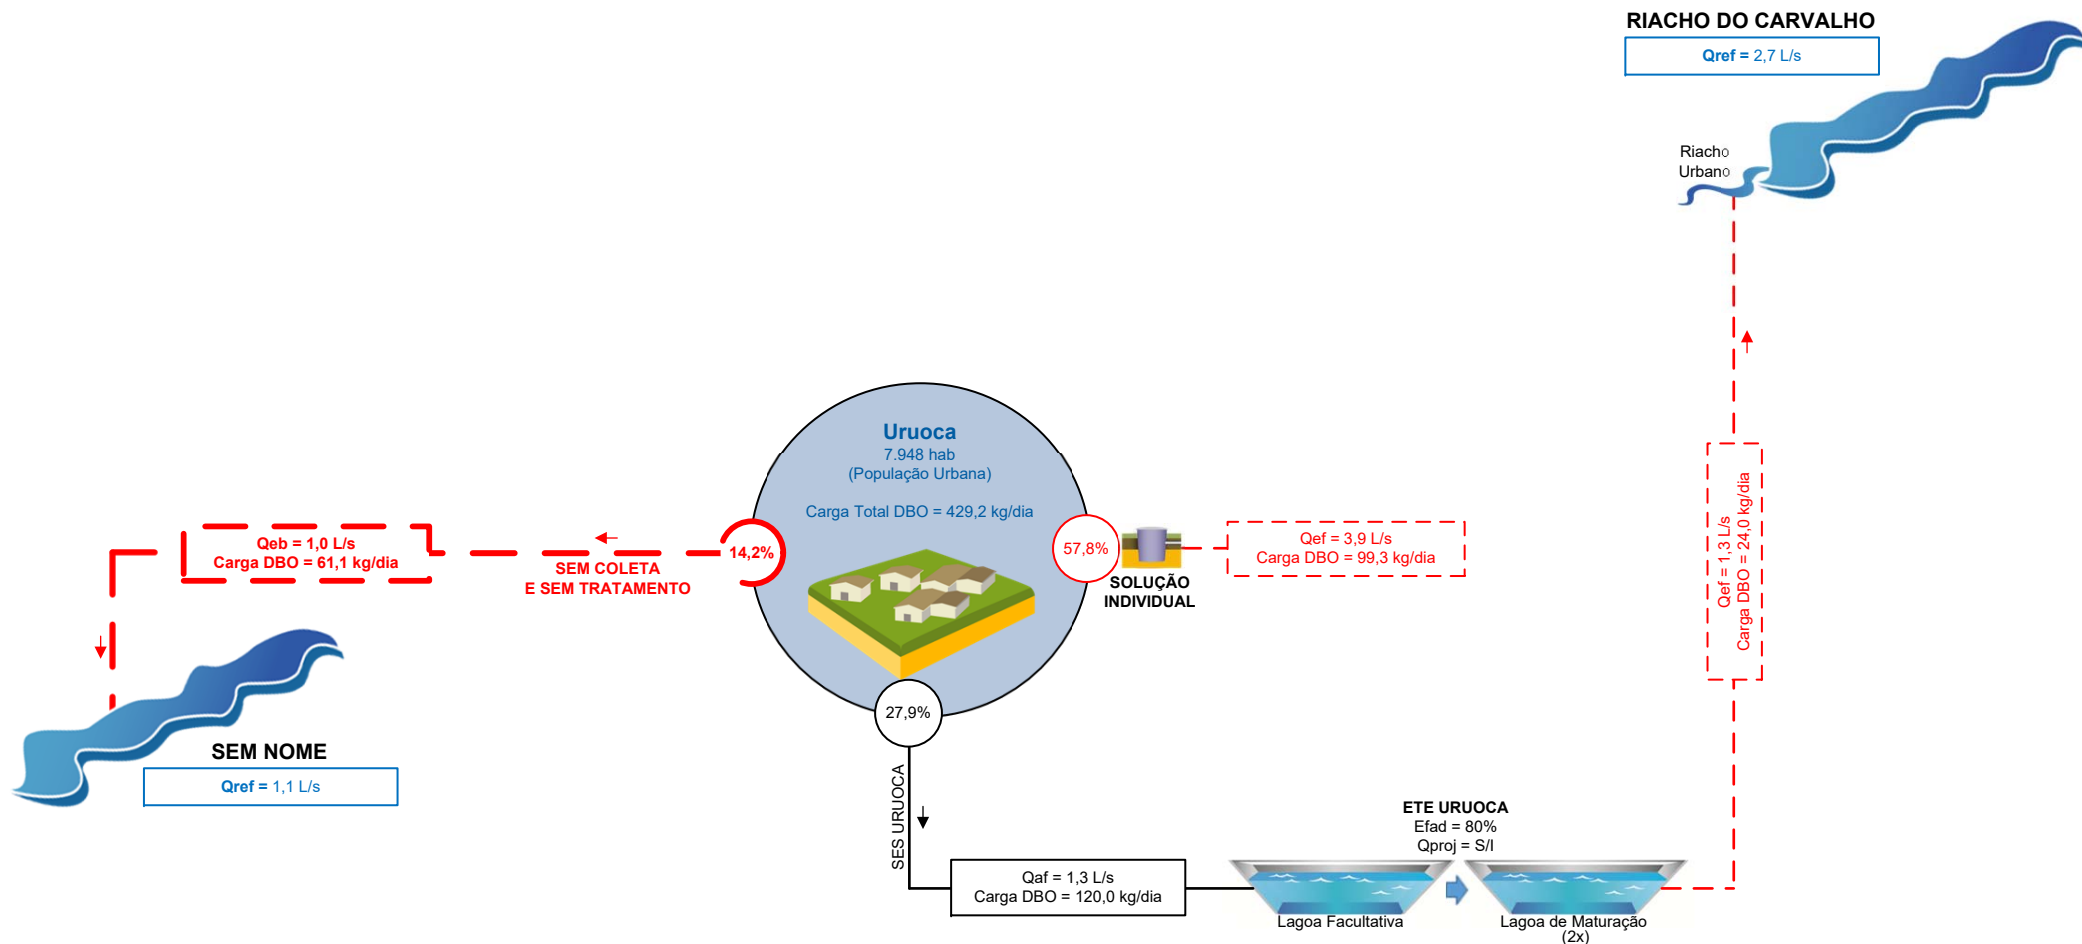 RIACHO DO CARVALHO
Qref = 2,7 L/s
Riacho
Urbano
Uruoca
7.948 hab
(População Urbana)
Carga Total DBO = 429,2 kg/dia
14,2%
57,8%
27,9%
Qeb = 1,0 L/s
Carga DBO = 61,1 kg/dia
SEM COLETA
E SEM TRATAMENTO
SOLUÇÃO
INDIVIDUAL
Qef = 3,9 L/s
Carga DBO = 99,3 kg/dia
Qef = 1,3 L/s
Carga DBO = 24,0 kg/dia
SEM NOME
Qref = 1,1 L/s
SES URUOCA
Qaf = 1,3 L/s
Carga DBO = 120,0 kg/dia
ETE URUOCA
Efad = 80%
Qproj = S/I
Lagoa Facultativa
Lagoa de Maturação
(2x)